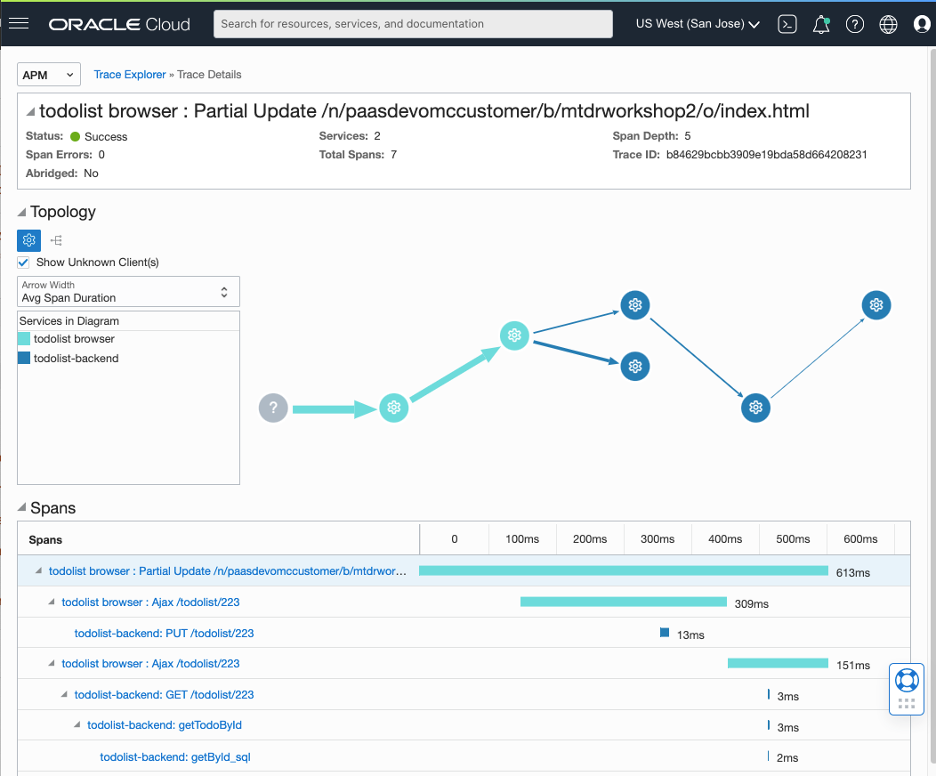 ORACLE Cloud
Search for resources, services, and documentation
US West (San Jose)
APM
Trace Explorer » Trace Details
todolist browser : Partial Update /n/paasdevomccustomer/b/mtdrworkshop2/o/index.html
Status: Success
Services: 2
Span Depth: 5
Span Errors: 0
Total Spans: 7
Trace ID: b84629bcbb3909e19bda58d664208231
Abridged: No
Topology
Show Unknown Client(s)
Arrow Width
Avg Span Duration
Services in Diagram
todolist browser
todolist-backend
?
Spans
Spans 0 100ms 200ms 300ms 400ms 500ms 600ms
todolist browser : Partial Update /n/paasdevomccustomer/b/mtdrwor... 613ms
todolist browser : Ajax /todolist/223 309ms
todolist-backend: PUT /todolist/223 13ms
todolist browser : Ajax /todolist/223 151ms
todolist-backend: GET /todolist/223 3ms
todolist-backend: getTodoById 3ms
todolist-backend: getById_sql 2ms